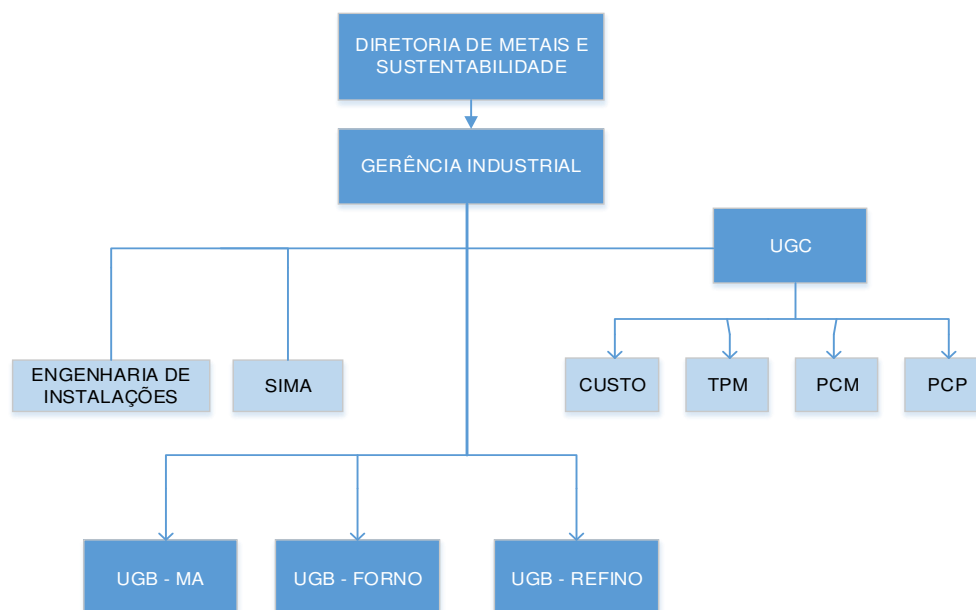 DIRETORIA DE METAIS E
SUSTENTABILIDADE
GERÊNCIA INDUSTRIAL
UGC
ENGENHARIA DE
INSTALAÇÕES
SIMA
CUSTO
TPM
PCM
PCP
UGB - MA
UGB - FORNO
UGB - REFINO